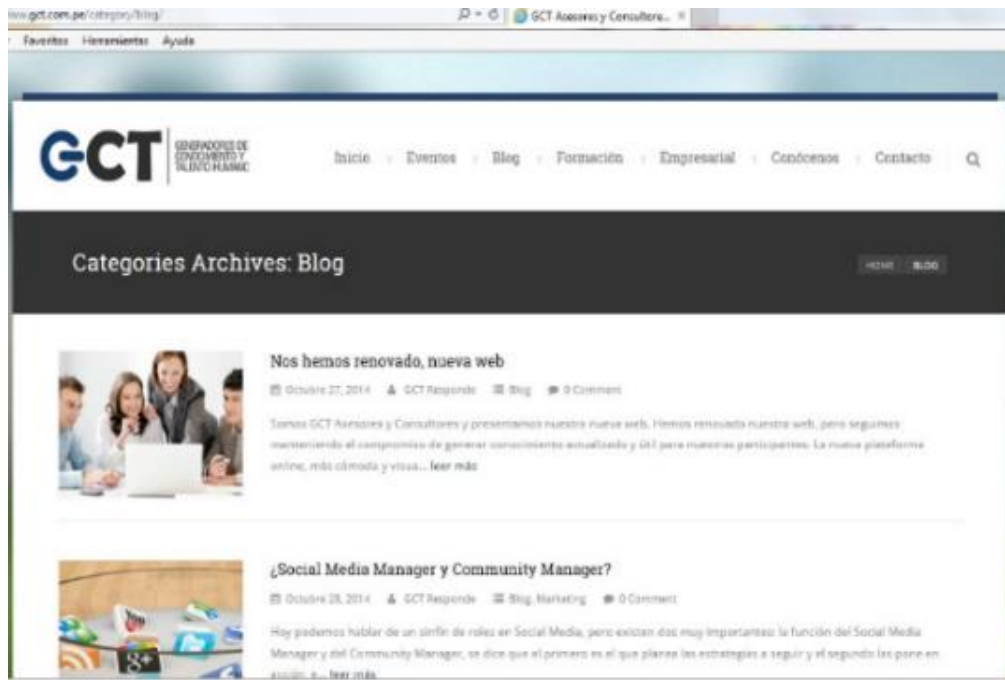 www.gct.com.pe/category/blog/
GCT Asesores y Consultore...
Favoritos Herramientas Ayuda
GCT GENERADORES DE
CONOCIMIENTO Y
TALENTO HUMANO
Inicio Eventos Blog Formación Empresarial Conócenos Contacto
Categories Archives: Blog
HOME BLOG
Nos hemos renovado, nueva web
Octubre 27, 2014 GCT Responde Blog 0 Comment
Somos GCT Asesores y Consultores y presentamos nuestra nueva web. Hemos renovado nuestra web, pero seguimos
manteniendo el compromiso de generar conocimiento actualizado y útil para nuestros participantes. La nueva plataforma
online, más cómoda y visua... leer más
¿Social Media Manager y Community Manager?
Octubre 28, 2014 GCT Responde Blog, Marketing 0 Comment
You
g+
Hoy podemos hablar de un sinfín de roles en Social Media, pero existen dos muy importantes: la función del Social Media
Manager y del Community Manager, se dice que el primero es el que planea las estrategias a seguir y el segundo las pone en
acción, e... leer más